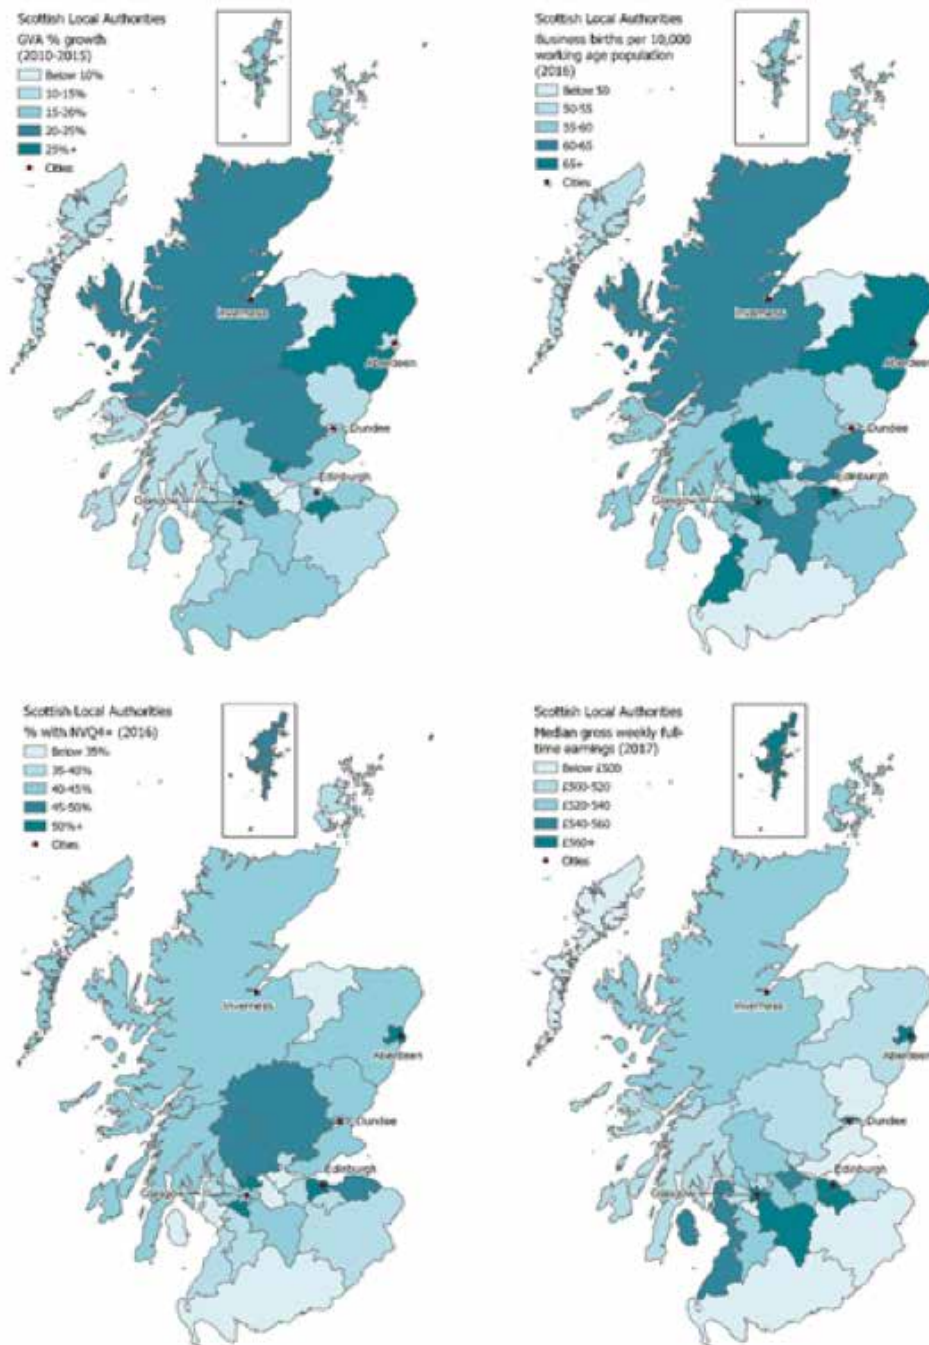 Scottish Local Authorities
GVA % growth
(2010-2015)
Below 10%
10-15%
15-20%
20-25%
25%+
Cities
Inverness
Aberdeen
Dundee
Edinburgh
Glasgow
Scottish Local Authorities
Business births per 10,000
working age population
(2016)
Below 50
50-55
55-60
60-65
65+
Cities
Inverness
Aberdeen
Dundee
Edinburgh
Glasgow
Scottish Local Authorities
% with NVQ4+ (2016)
Below 35%
35-40%
40-45%
45-50%
50%+
Cities
Inverness
Aberdeen
Dundee
Edinburgh
Glasgow
Scottish Local Authorities
Median gross weekly full-
time earnings (2017)
Below £500
£500-520
£520-540
£540-560
£560+
Cities
Inverness
Aberdeen
Dundee
Edinburgh
Glasgow